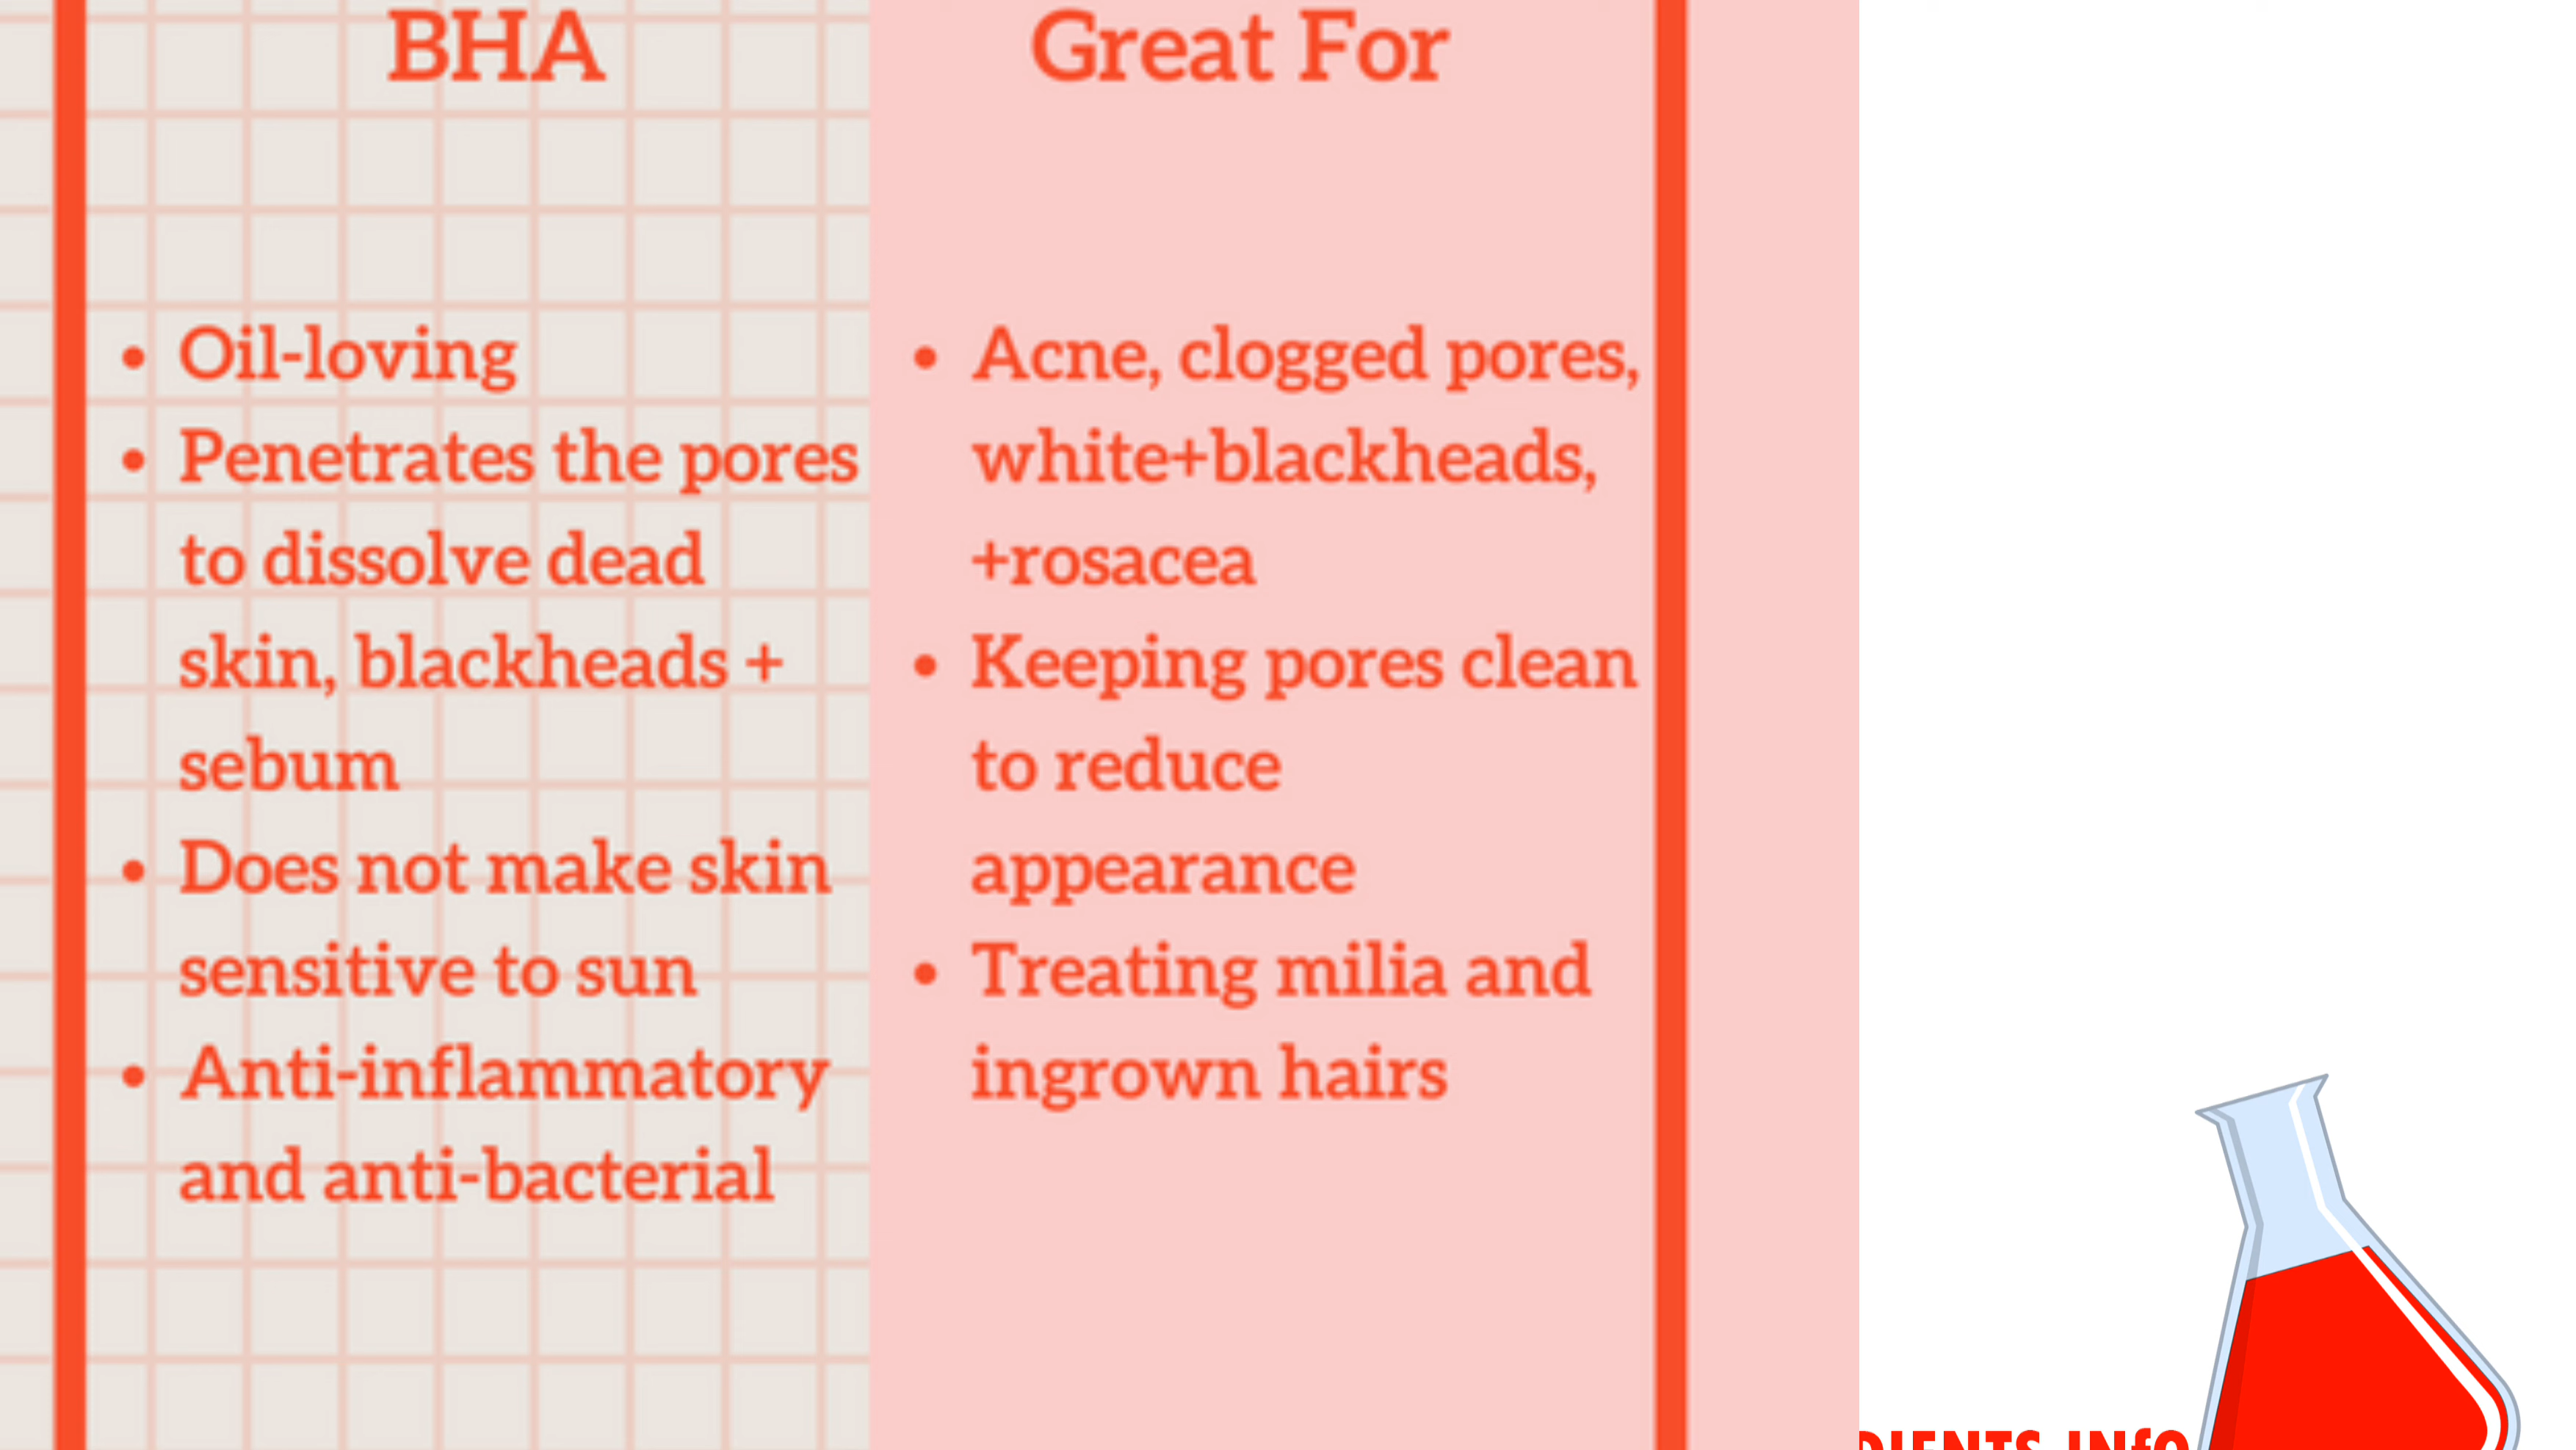 BHA
• Oil-loving
• Penetrates the pores
to dissolve dead
skin, blackheads +
sebum
• Does not make skin
sensitive to sun
• Anti-inflammatory
and anti-bacterial
Great For
• Acne, clogged pores,
white+blackheads,
+rosacea
• Keeping pores clean
to reduce
appearance
• Treating milia and
ingrown hairs
INfo